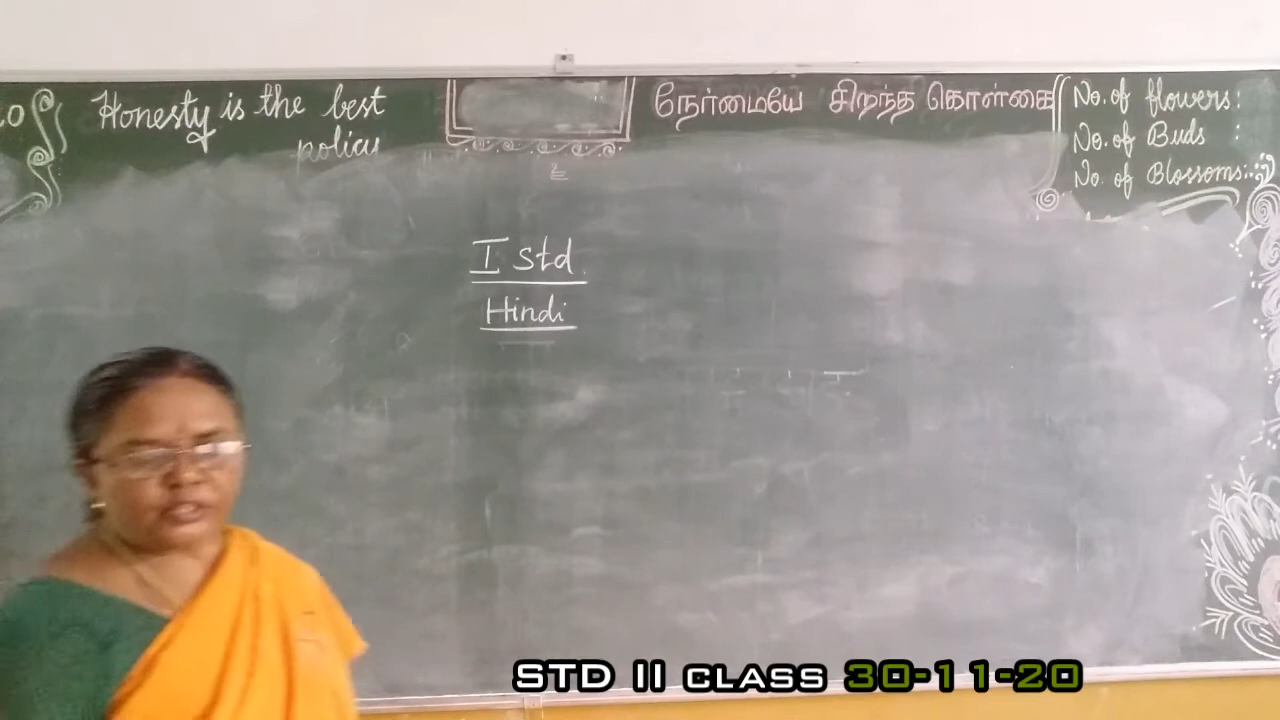 Honesty is the best
policy
நேர்மையே சிறந்த கொள்கை
No. of flowers:
No. of Buds :
No. of Blossoms:
I std
Hindi
STD II CLASS 30-11-20